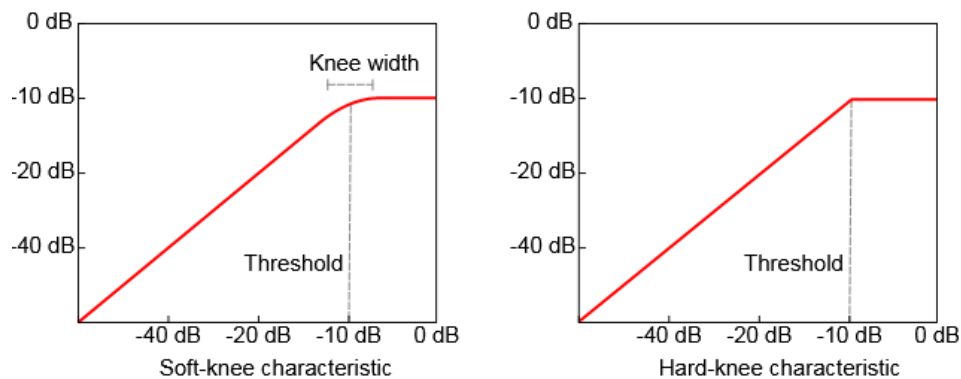 0 dB
Knee width
-10 dB
-20 dB
-40 dB
Threshold
-40 dB -20 dB -10 dB 0 dB
Soft-knee characteristic
0 dB
-10 dB
-20 dB
-40 dB
Threshold
-40 dB -20 dB -10 dB 0 dB
Hard-knee characteristic